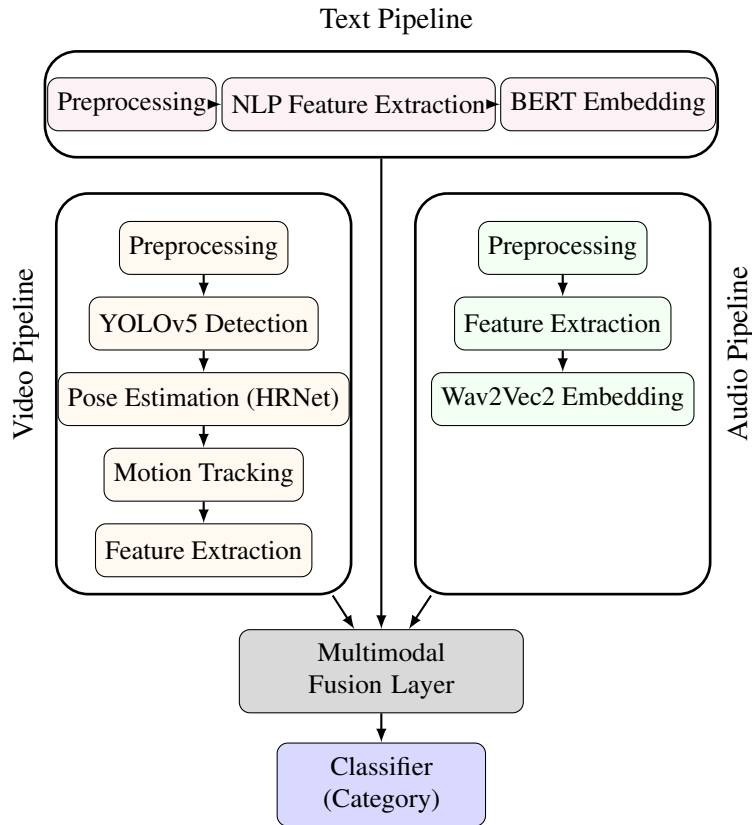 Text Pipeline
Preprocessing
NLP Feature Extraction
BERT Embedding
Video Pipeline
Preprocessing
YOLOv5 Detection
Pose Estimation (HRNet)
Motion Tracking
Feature Extraction
Preprocessing
Feature Extraction
Wav2Vec2 Embedding
Audio Pipeline
Multimodal
Fusion Layer
Classifier
(Category)